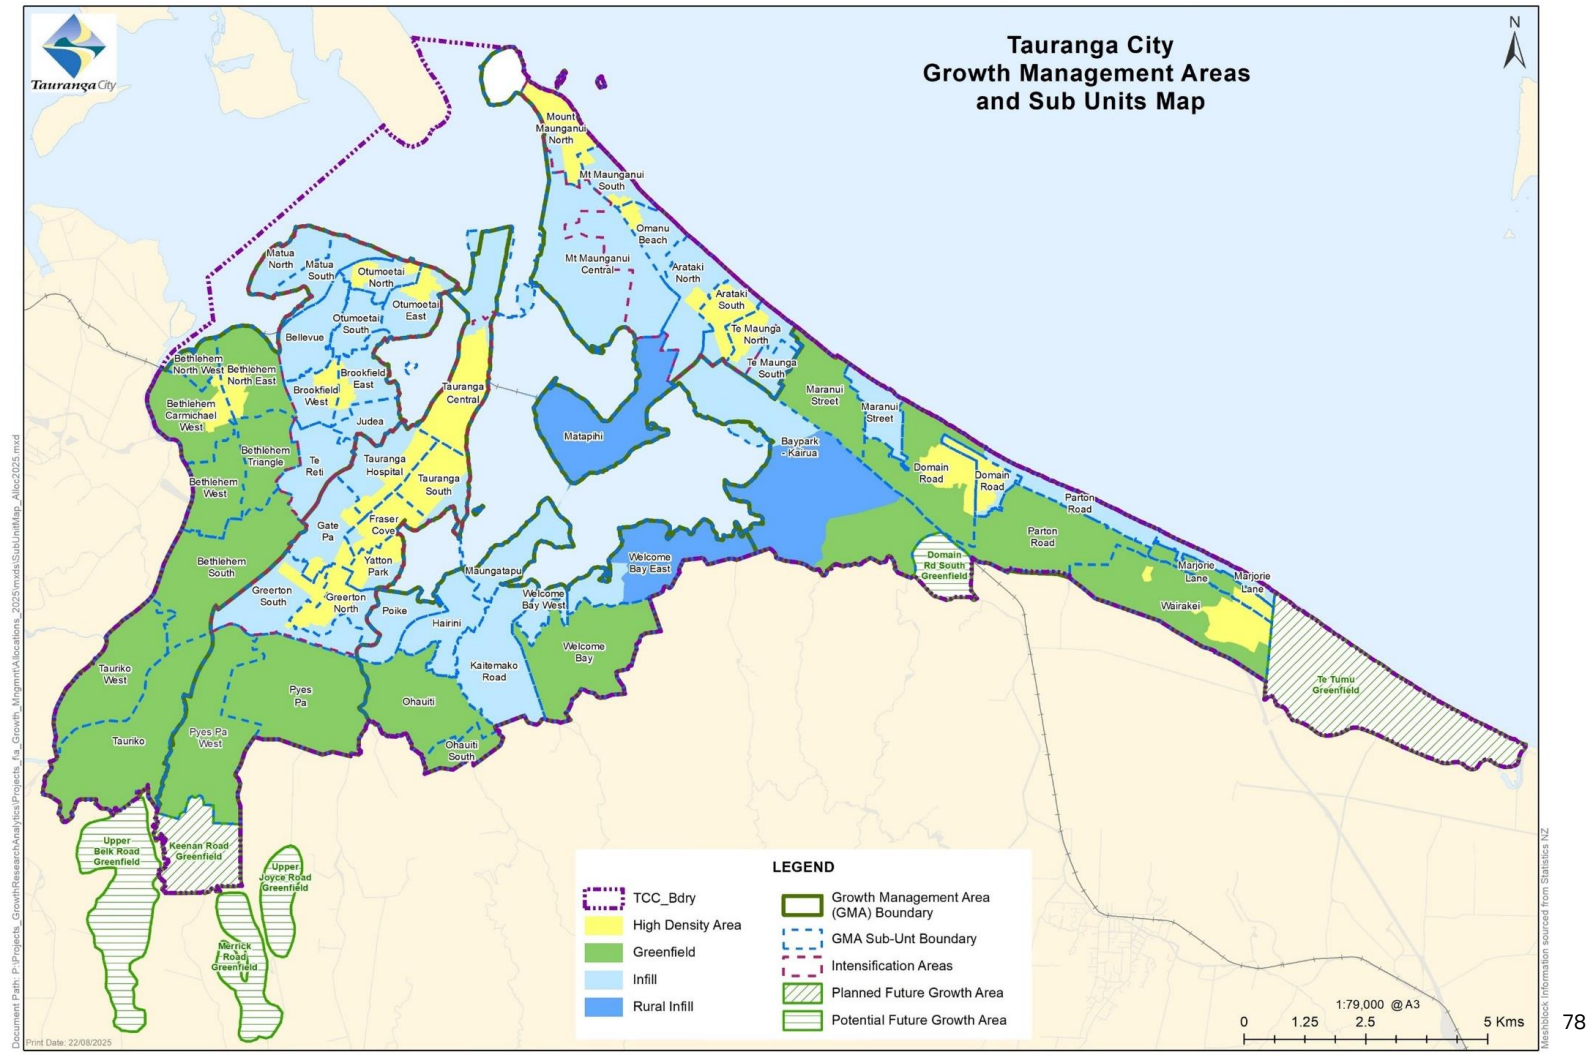 Tauranga City
Tauranga City
Growth Management Areas
and Sub Units Map
N
Mount
Maunganui
North
Mt Maunganui
South
Omanu
Beach
Mt Maunganui
Central
Arataki
North
Arataki
South
Te Maunga
North
Te Maunga
South
Matua
North
Matua
South
Otumoetai
North
Otumoetai
East
Otumoetai
South
Bellevue
Brookfield
East
Brookfield
West
Judea
Bethlehem
North West
Bethlehem
North East
Bethlehem
Carmichael
West
Bethlehem
Triangle
Bethlehem
West
Bethlehem
South
Te
Reti
Tauranga
Central
Tauranga
Hospital
Tauranga
South
Gate
Pa
Fraser
Cove
Yatton
Park
Greerton
South
Greerton
North
Matapihi
Maranui
Street
Maranui
Street
Baypark
- Kairua
Domain
Road
Domain
Road
Parton
Road
Parton
Road
Domain
Rd South
Greenfield
Marjorie
Lane
Marjorie
Lane
Wairakei
Te Tumu
Greenfield
Maungatapu
Welcome
Bay East
Welcome
Bay West
Poike
Hairini
Welcome
Bay
Kaitemako
Road
Ohauiti
Ohauiti
South
Pyes
Pa
Pyes Pa
West
Tauriko
West
Tauriko
Upper
Belk Road
Greenfield
Keenan Road
Greenfield
Upper
Joyce Road
Greenfield
Merrick
Road
Greenfield
LEGEND
TCC_Bdry
High Density Area
Greenfield
Infill
Rural Infill
Growth Management Area
(GMA) Boundary
GMA Sub-Unt Boundary
Intensification Areas
Planned Future Growth Area
Potential Future Growth Area
1:79,000 @ A3
0 1.25 2.5 5 Kms
Print Date: 22/08/2025
Document Path: P:\Projects_GrowthResearchAnalytics\Projects_fia_Growth_Mngmnt\Allocations_2025\mxds\SubUnitMap_Alloc2025.mxd
Meshblock Information sourced from Statistics NZ
78